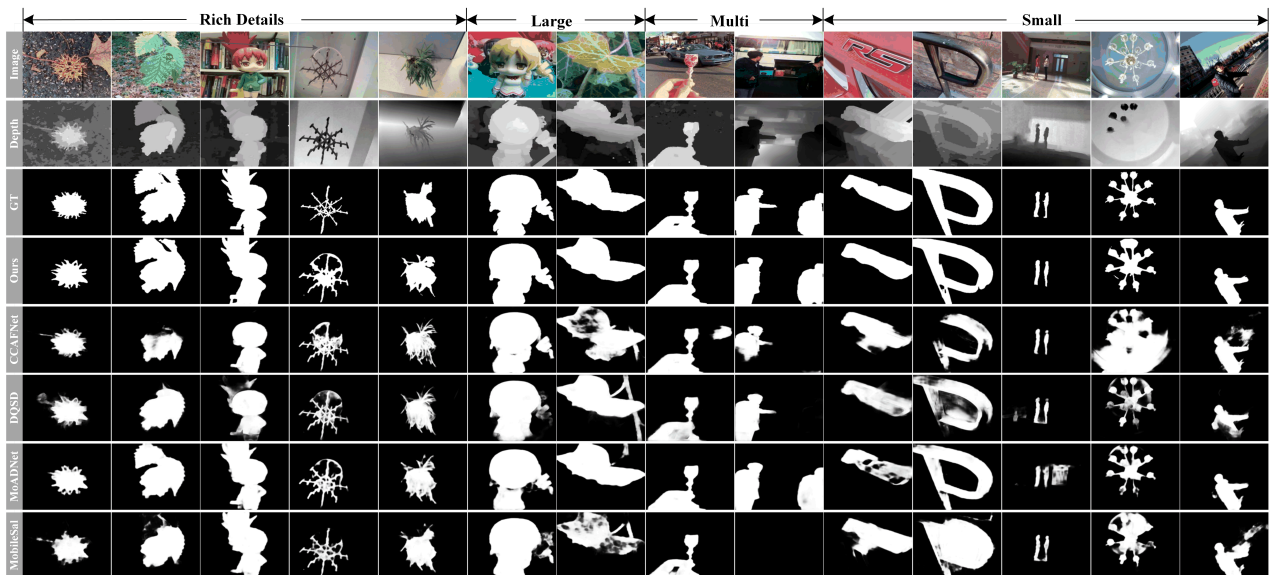 Rich Details
Large
Multi
Small
Image
Depth
GT
Ours
CCAFNet
DQSD
MoADNet
MobileSal
RS